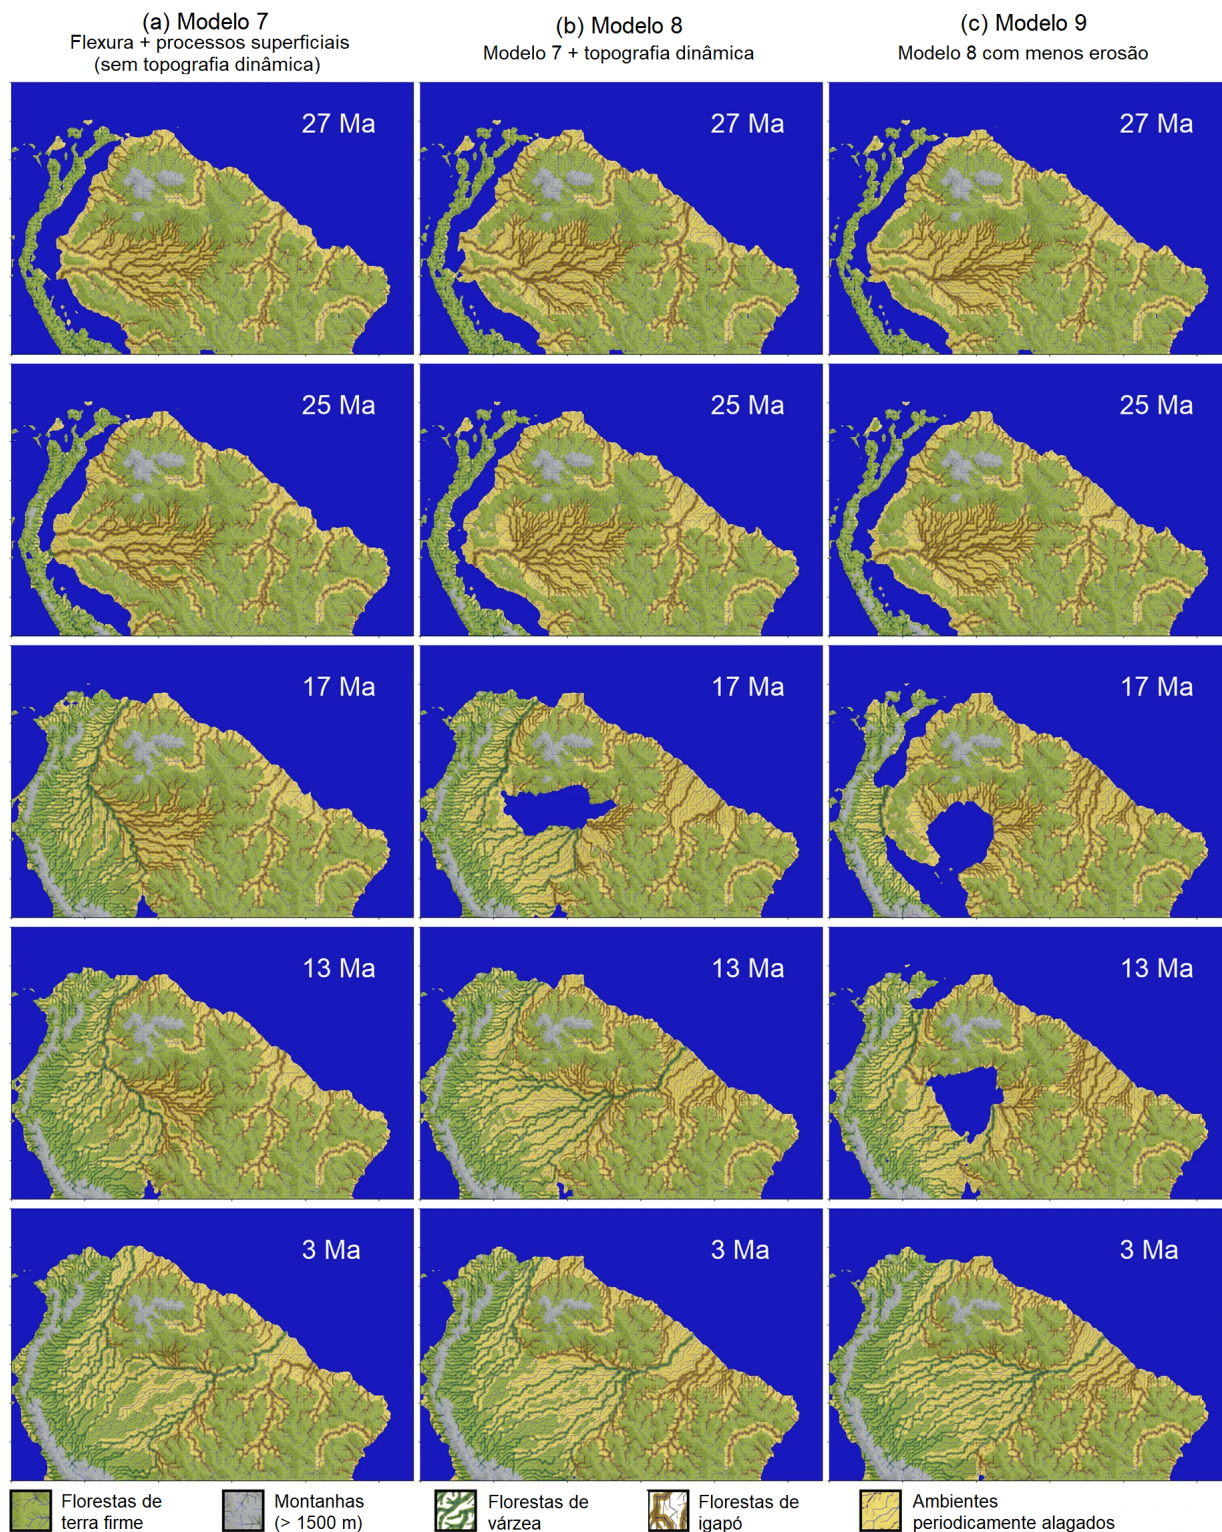 (a) Modelo 7
Flexura + processos superficiais
(sem topografia dinâmica)
(b) Modelo 8
Modelo 7 + topografia dinâmica
(c) Modelo 9
Modelo 8 com menos erosão
27 Ma
27 Ma
27 Ma
25 Ma
25 Ma
25 Ma
17 Ma
17 Ma
17 Ma
13 Ma
13 Ma
13 Ma
3 Ma
3 Ma
3 Ma
Florestas de
terra firme
Montanhas
(> 1500 m)
Florestas de
várzea
Florestas de
igapó
Ambientes
periodicamente alagados